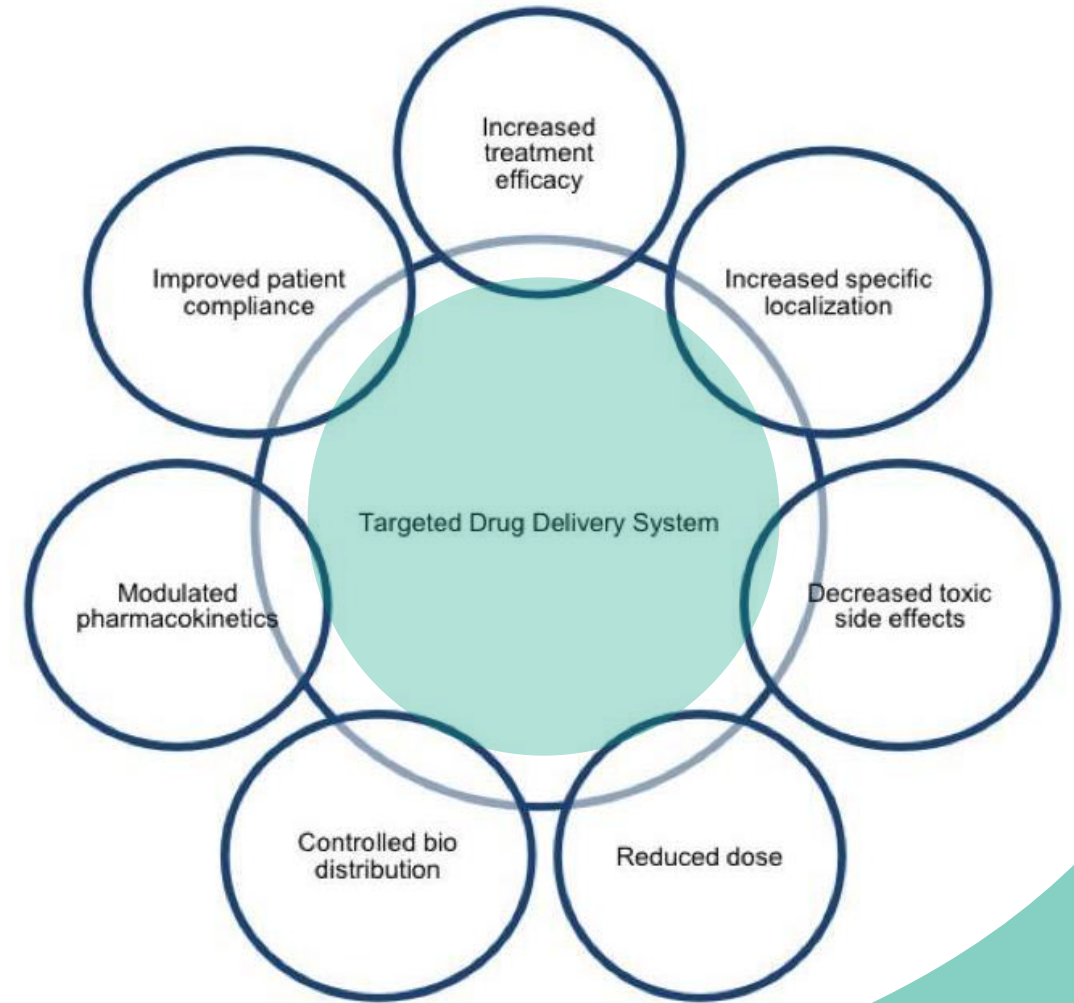 Increased
treatment
efficacy
Improved patient
compliance
Increased specific
localization
Targeted Drug Delivery System
Modulated
pharmacokinetics
Decreased toxic
side effects
Controlled bio
distribution
Reduced dose